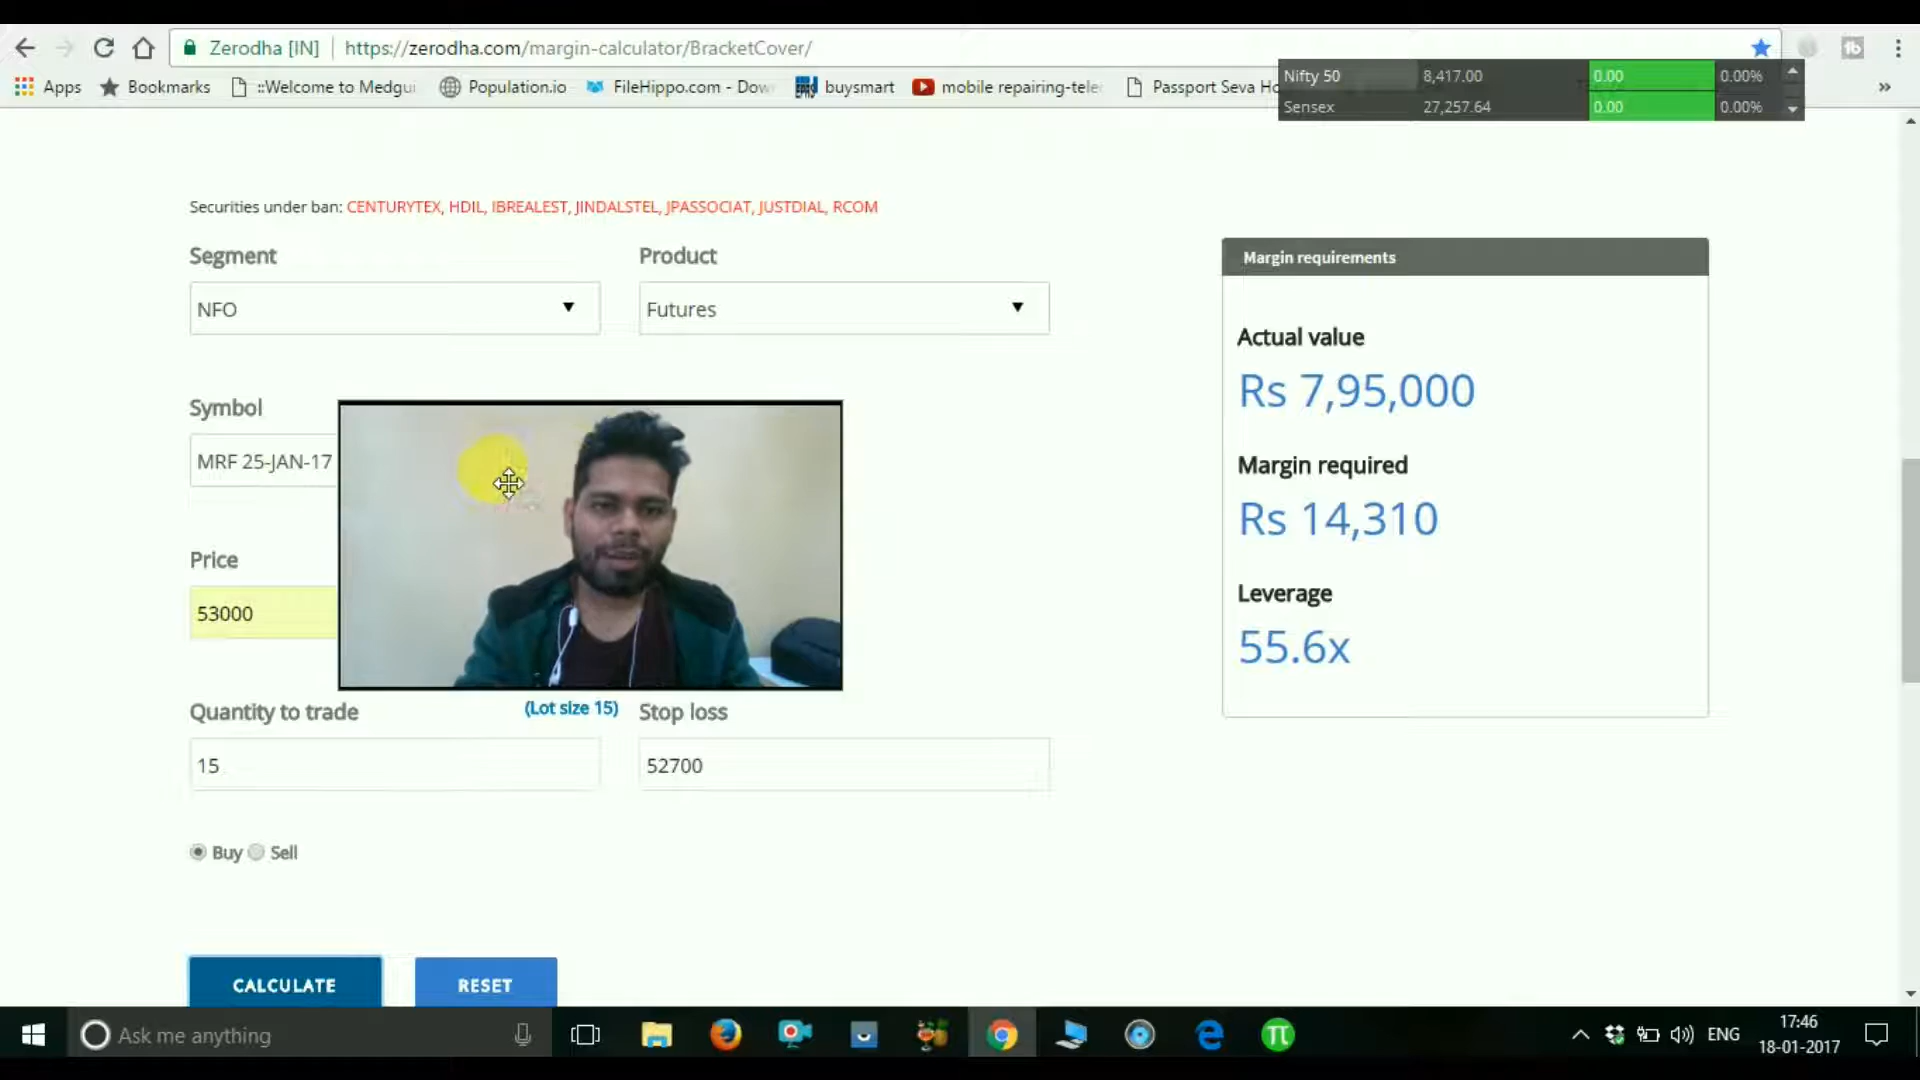 Zerodha [IN] https://zerodha.com/margin-calculator/BracketCover/
Apps Bookmarks ::Welcome to Medgu Population.io FileHippo.com - Dow buysmart mobile repairing-tele Passport Seva Ho »
Nifty 50 8,417.00 0.00 0.00%
Sensex 27,257.64 0.00 0.00%
Securities under ban: CENTURYTEX, HDIL, IBREALEST, JINDALSTEL, JPASSOCIAT, JUSTDIAL, RCOM
Segment Product
NFO Futures
Symbol
MRF 25-JAN-17
Price
53000
Quantity to trade (Lot size 15) Stop loss
15 52700
Buy Sell
CALCULATE RESET
Margin requirements
Actual value
Rs 7,95,000
Margin required
Rs 14,310
Leverage
55.6x
Ask me anything
ENG
17:46
18-01-2017